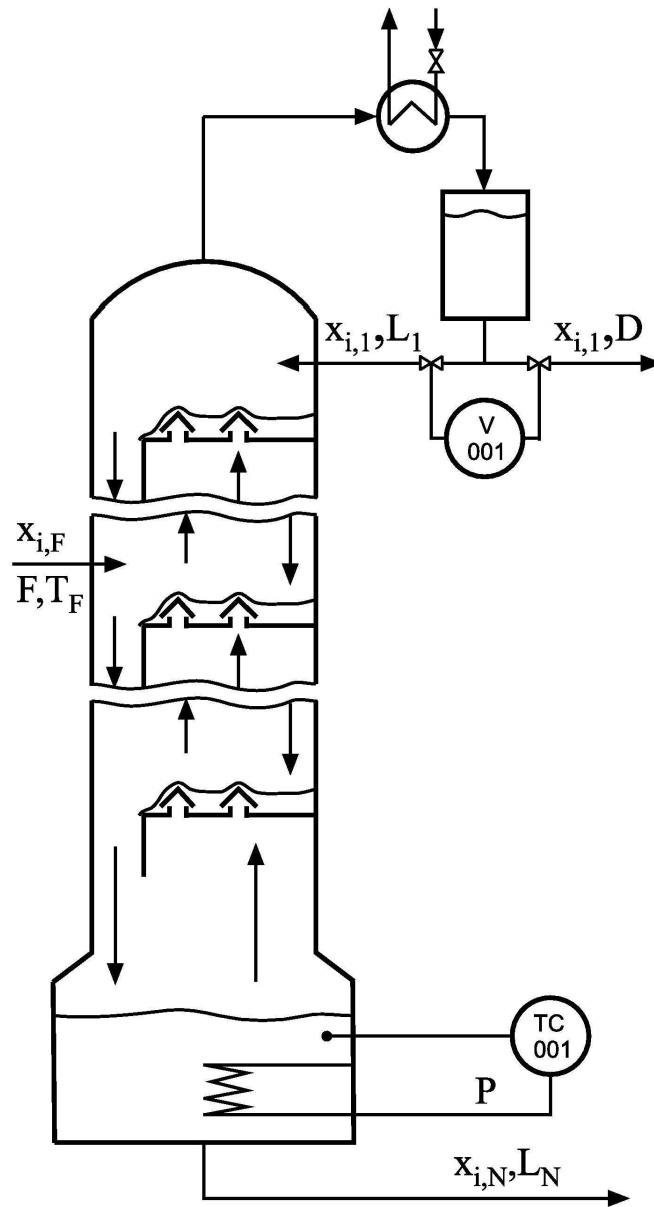 x_{i,1},L_1
x_{i,1},D
V
001
x_{i,F}
F,T_F
TC
001
P
x_{i,N},L_N